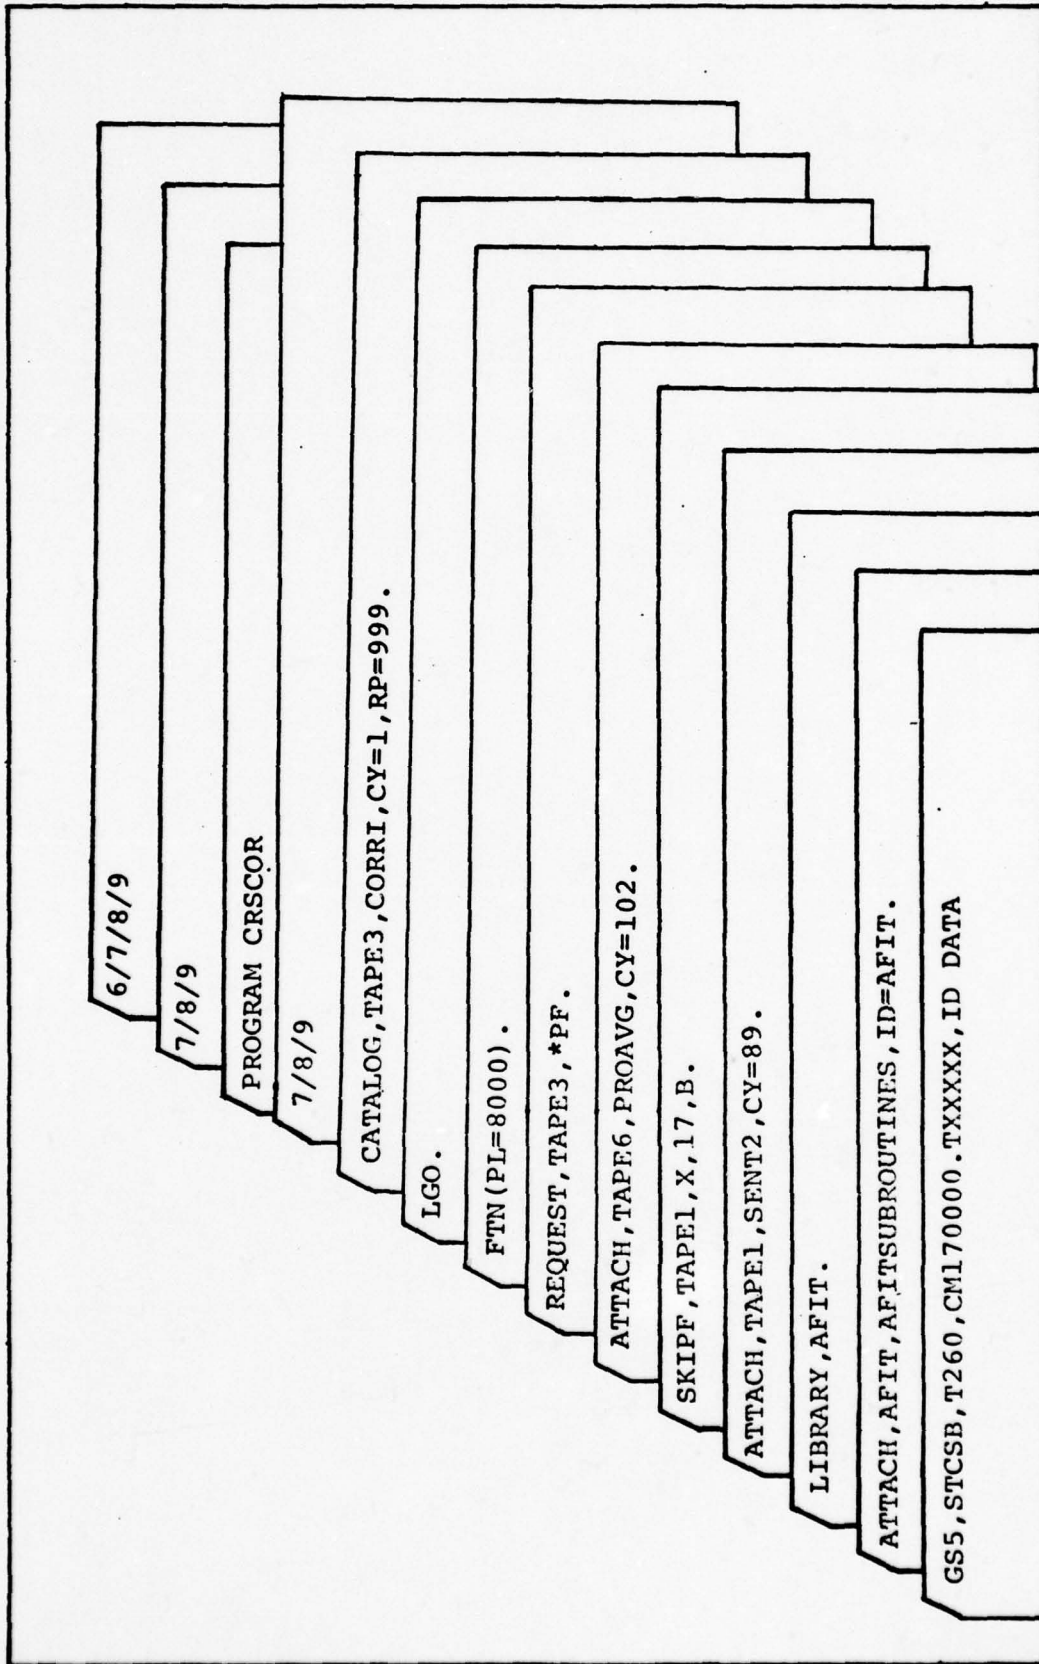 6/7/8/9
7/8/9
PROGRAM CRSCOR
7/8/9
CATALOG,TAPE3,CORRI,CY=1,RP=999.
LGO.
FTN(PL=8000).
REQUEST,TAPE3,*PF.
ATTACH,TAPE6,PROAVG,CY=102.
SKIPF,TAPE1,X,17,B.
ATTACH,TAPE1,SENT2,CY=89.
LIBRARY,AFIT.
ATTACH,AFIT,AFITSUBROUTINES,ID=AFIT.
GS5,STCSB,T260,CM170000.TXXXXX,ID DATA